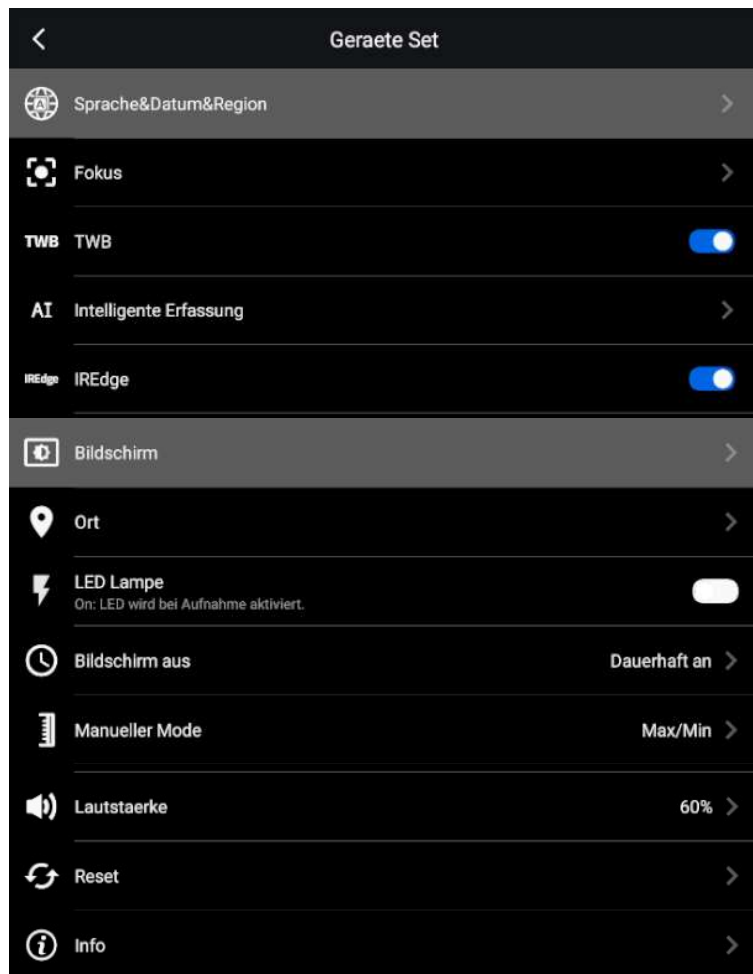 Geraete Set
Sprache&Datum&Region
Fokus
TWB TWB
AI Intelligente Erfassung
IREdge IREdge
Bildschirm
Ort
LED Lampe
On: LED wird bei Aufnahme aktiviert.
Bildschirm aus Dauerhaft an
Manueller Mode Max/Min
Lautstaerke 60%
Reset
Info